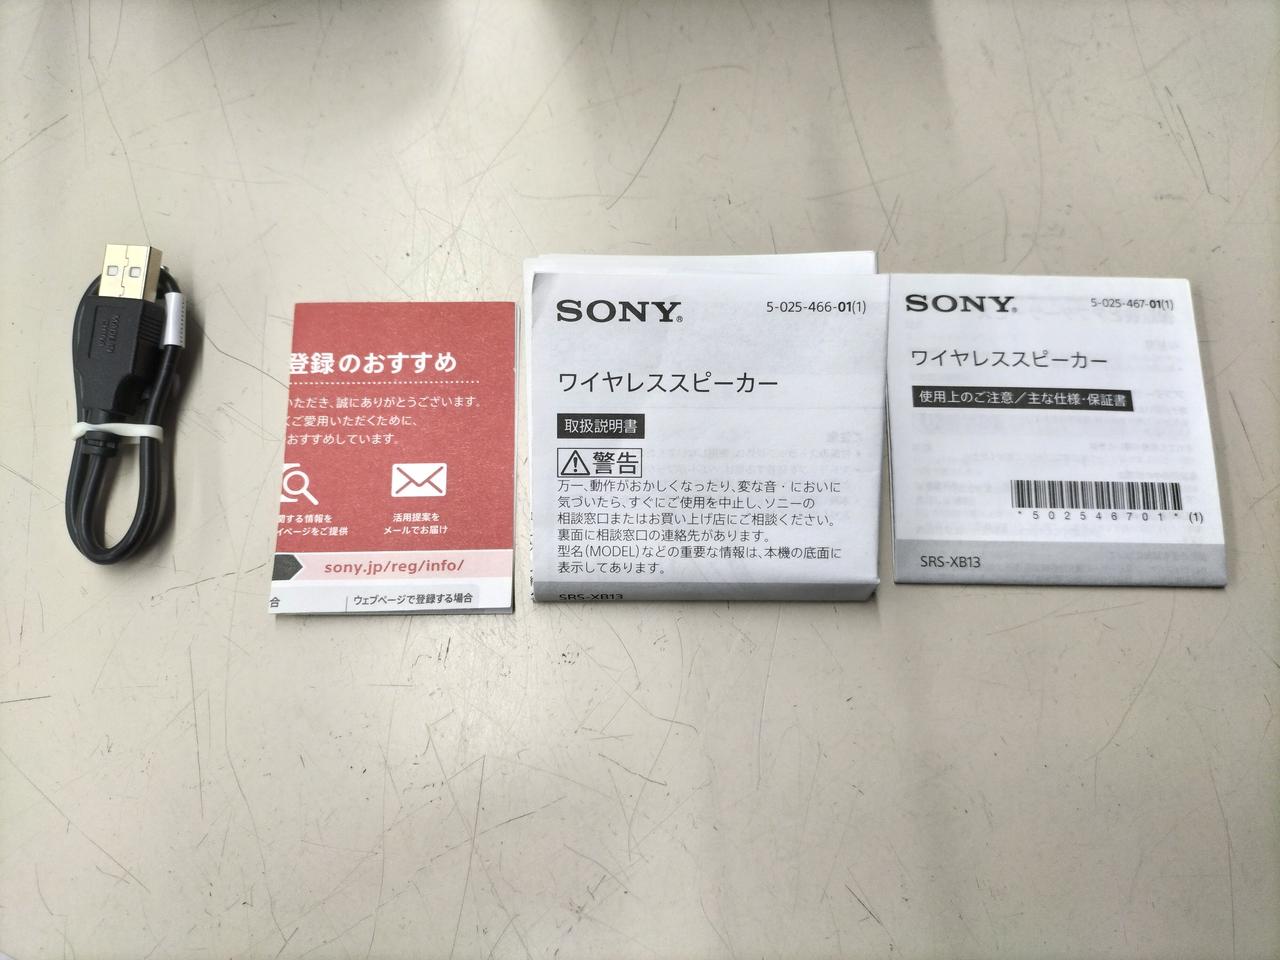 登録のおすすめ
いただき、誠にありがとうございます。
くご愛用いただくために、
おすすめしています。
関する情報を
イページをご提供
活用提案を
メールでお届け
sony.jp/reg/info/
合
ウェブページで登録する場合
SONY®
5-025-466-01(1)
ワイヤレススピーカー
取扱説明書
警告
万一、動作がおかしくなったり、変な音・においに
気づいたら、すぐにご使用を中止し、ソニーの
相談窓口またはお買い上げ店にご相談ください。
裏面に相談窓口の連絡先があります。
型名(MODEL)などの重要な情報は、本機の底面に
表示してあります。
SRS-XB13
SONY®
5-025-467-01(1)
ワイヤレススピーカー
使用上のご注意/主な仕様・保証書
*502546701* (1)
SRS-XB13